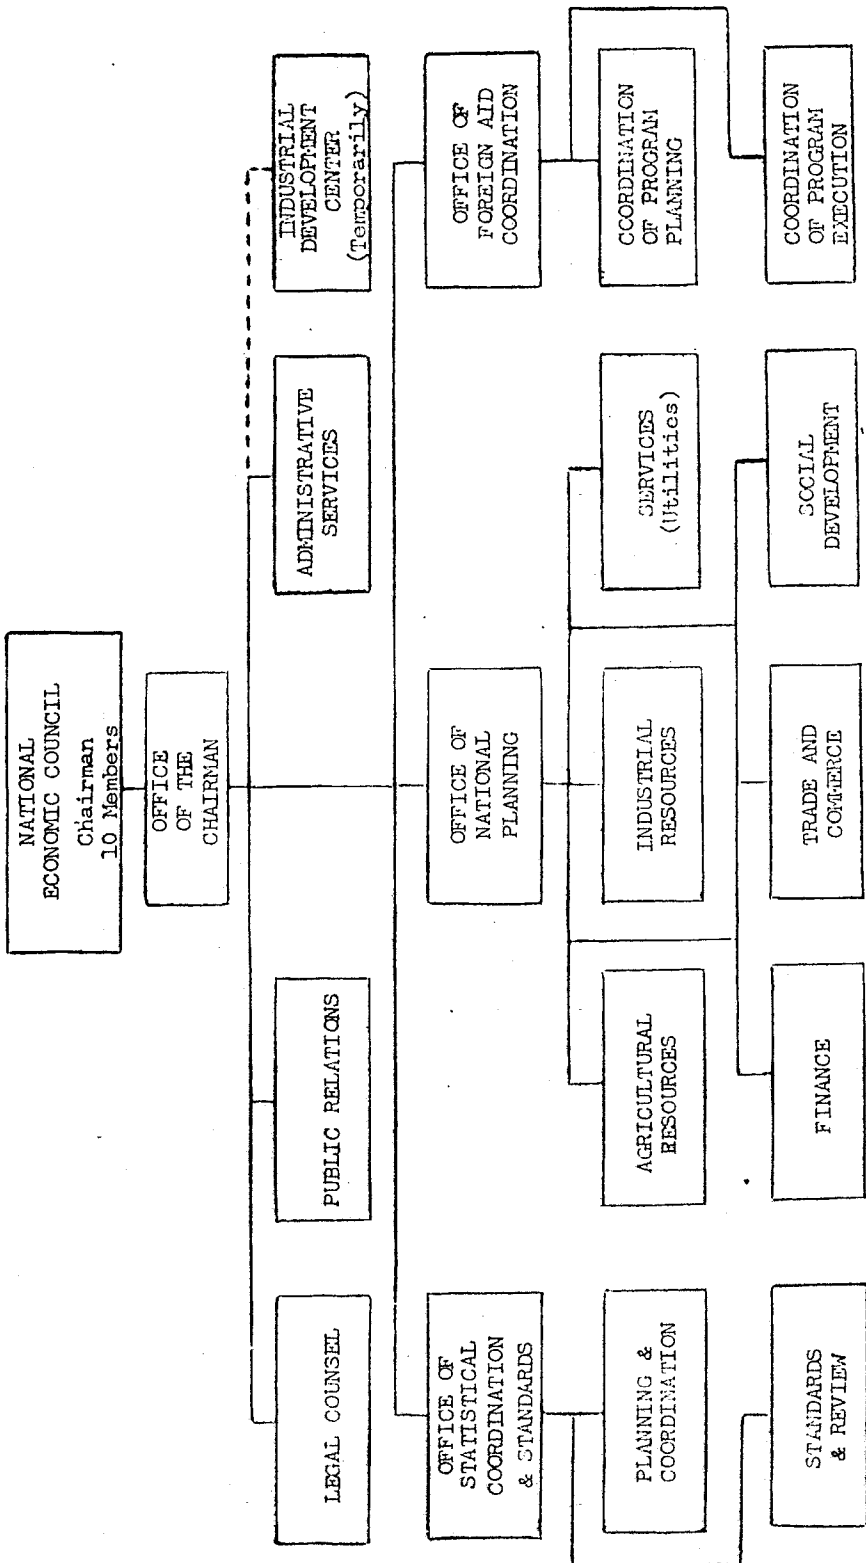 NATIONAL
ECONOMIC COUNCIL
Chairman
10 Members
OFFICE
OF THE
CHAIRMAN
LEGAL COUNSEL
PUBLIC RELATIONS
ADMINISTRATIVE
SERVICES
INDUSTRIAL
DEVELOPMENT
CENTER
(Temporarily)
OFFICE OF
STATISTICAL
COORDINATION
& STANDARDS
OFFICE OF
NATIONAL
PLANNING
OFFICE OF
FOREIGN AID
COORDINATION
PLANNING &
COORDINATION
AGRICULTURAL
RESOURCES
INDUSTRIAL
RESOURCES
SERVICES
(Utilities)
COORDINATION
OF PROGRAM
PLANNING
STANDARDS
& REVIEW
FINANCE
TRADE AND
COMMERCE
SOCIAL
DEVELOPMENT
COORDINATION
OF PROGRAM
EXECUTION